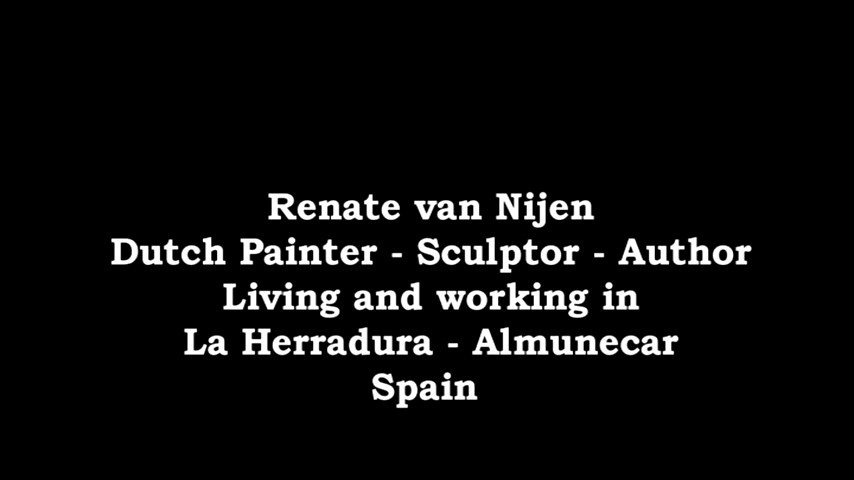 Renate van Nijen
Dutch Painter - Sculptor - Author
Living and working in
La Herradura - Almunecar
Spain